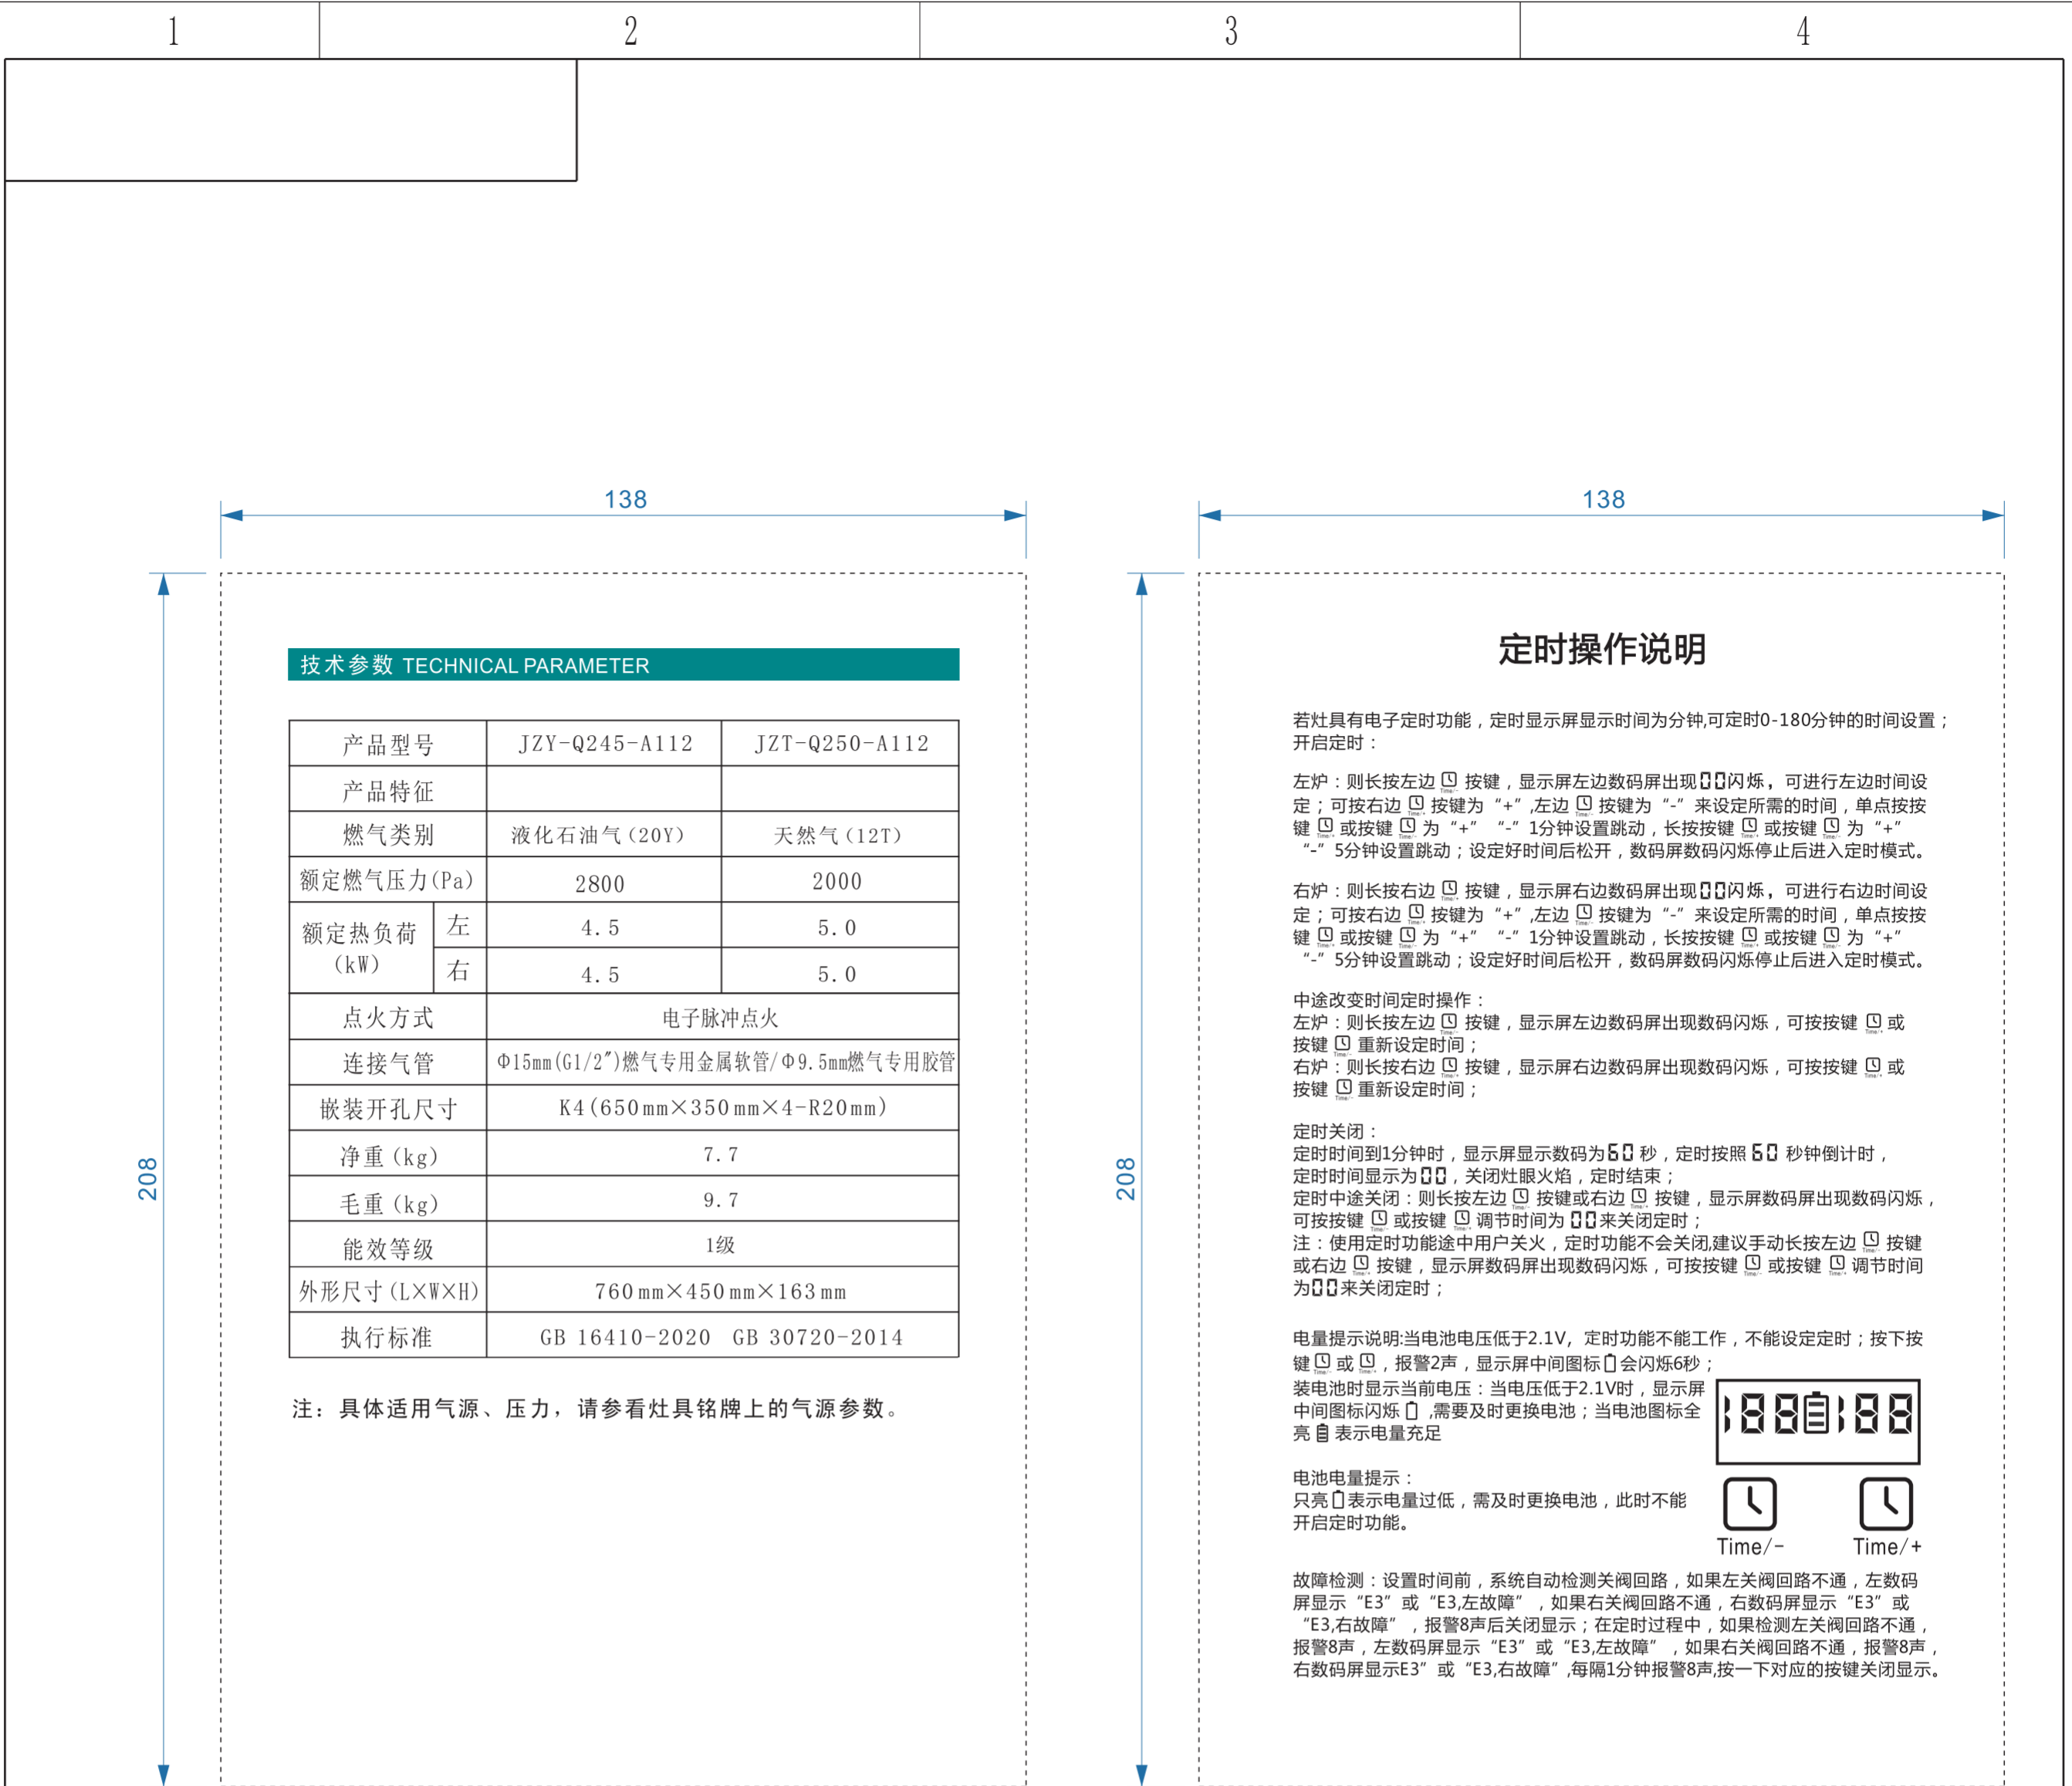 1
2
3
4
138
208
技术参数 TECHNICAL PARAMETER
产品型号 JZY-Q245-A112 JZT-Q250-A112
产品特征
燃气类别 液化石油气(20Y) 天然气(12T)
额定燃气压力(Pa) 2800 2000
额定热负荷(kW) 左 4.5 5.0
右 4.5 5.0
点火方式 电子脉冲点火
连接气管 Φ15mm(G1/2″)燃气专用金属软管/Φ9.5mm燃气专用胶管
嵌装开孔尺寸 K4(650mm×350mm×4-R20mm)
净重(kg) 7.7
毛重(kg) 9.7
能效等级 1级
外形尺寸(L×W×H) 760mm×450mm×163mm
执行标准 GB 16410-2020 GB 30720-2014
注：具体适用气源、压力，请参看灶具铭牌上的气源参数。
138
208
定时操作说明
若灶具有电子定时功能，定时显示屏显示时间为分钟,可定时0-180分钟的时间设置；
开启定时：
左炉：则长按左边 Time/- 按键，显示屏左边数码屏出现00闪烁，可进行左边时间设
定；可按右边 Time/+ 按键为“+”,左边 Time/- 按键为“-”来设定所需的时间，单点按按
键 Time/+ 或按键 Time/- 为“+”“-”1分钟设置跳动，长按按键 Time/+ 或按键 Time/- 为“+”
“-”5分钟设置跳动；设定好时间后松开，数码屏数码闪烁停止后进入定时模式。
右炉：则长按右边 Time/+ 按键，显示屏右边数码屏出现00闪烁，可进行右边时间设
定；可按右边 Time/+ 按键为“+”,左边 Time/- 按键为“-”来设定所需的时间，单点按按
键 Time/+ 或按键 Time/- 为“+”“-”1分钟设置跳动，长按按键 Time/+ 或按键 Time/- 为“+”
“-”5分钟设置跳动；设定好时间后松开，数码屏数码闪烁停止后进入定时模式。
中途改变时间定时操作：
左炉：则长按左边 Time/- 按键，显示屏左边数码屏出现数码闪烁，可按按键 Time/+ 或
按键 Time/- 重新设定时间；
右炉：则长按右边 Time/+ 按键，显示屏右边数码屏出现数码闪烁，可按按键 Time/+ 或
按键 Time/- 重新设定时间；
定时关闭：
定时时间到1分钟时，显示屏显示数码为60 秒，定时按照 60 秒钟倒计时，
定时时间显示为00，关闭灶眼火焰，定时结束；
定时中途关闭：则长按左边 Time/- 按键或右边 Time/+ 按键，显示屏数码屏出现数码闪烁，
可按按键 Time/- 或按键 Time/+ 调节时间为 00来关闭定时；
注：使用定时功能途中用户关火，定时功能不会关闭,建议手动长按左边 Time/- 按键
或右边 Time/+ 按键，显示屏数码屏出现数码闪烁，可按按键 Time/- 或按键 Time/+ 调节时间
为00来关闭定时；
电量提示说明:当电池电压低于2.1V，定时功能不能工作，不能设定定时；按下按
键 Time/- 或 Time/+，报警2声，显示屏中间图标会闪烁6秒；
装电池时显示当前电压：当电压低于2.1V时，显示屏
中间图标闪烁 ,需要及时更换电池；当电池图标全
亮 表示电量充足
188 188
电池电量提示：
只亮表示电量过低，需及时更换电池，此时不能
开启定时功能。
Time/- Time/+
故障检测：设置时间前，系统自动检测关阀回路，如果左关阀回路不通，左数码
屏显示“E3”或“E3,左故障”，如果右关阀回路不通，右数码屏显示“E3”或
“E3,右故障”，报警8声后关闭显示；在定时过程中，如果检测左关阀回路不通，
报警8声，左数码屏显示“E3”或“E3,左故障”，如果右关阀回路不通，报警8声，
右数码屏显示E3”或“E3,右故障”,每隔1分钟报警8声,按一下对应的按键关闭显示。